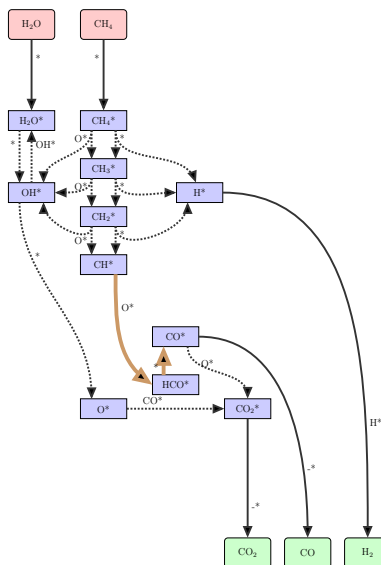 H₂O CH₄
* *
H₂O* CH₄*
* OH* O* *
CH₃*
OH* O* * H*
CH₂*
O* *
CH*
*
O*
CO*
* O*
HCO*
CO*
O* CO₂*
H*
-*
-*
CO₂ CO H₂